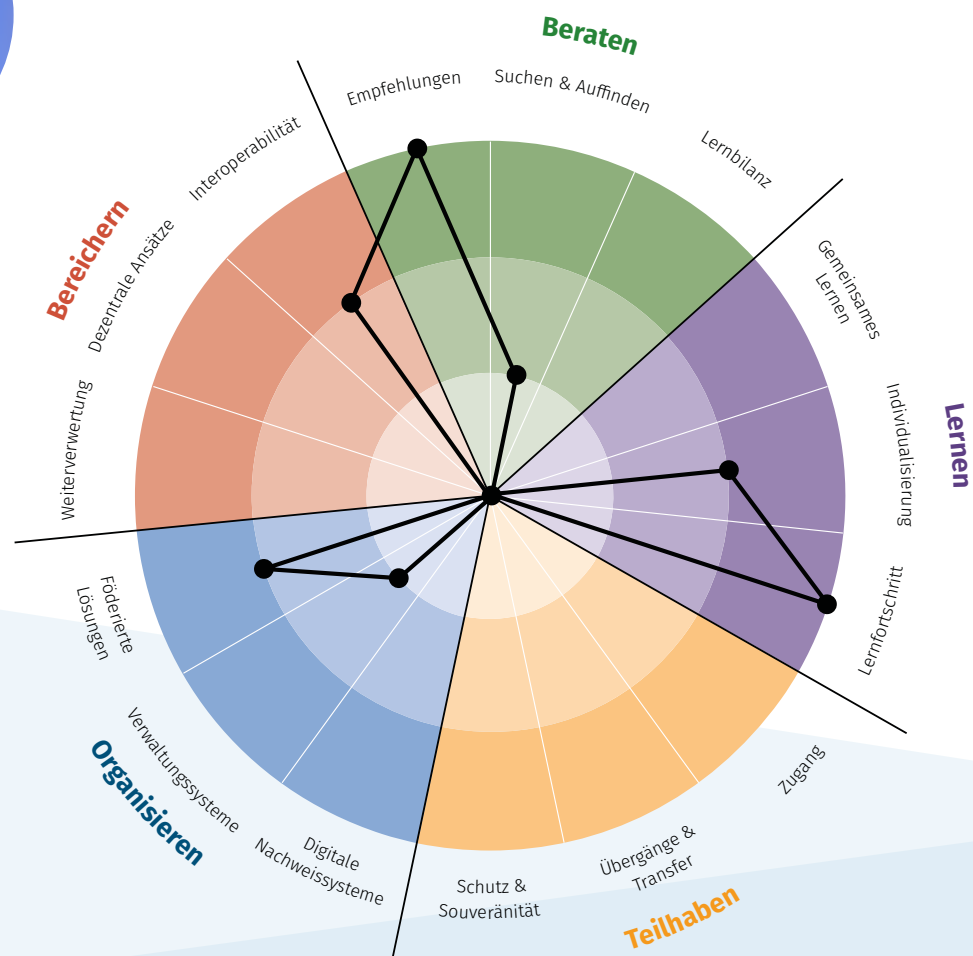 Beraten
Empfehlungen
Suchen & Auffinden
Lernbilanz
Lernen
Gemeinsames
Lernen
Individualisierung
Lernfortschritt
Teilhaben
Zugang
Übergänge &
Transfer
Schutz &
Souveränität
Organisieren
Digitale
Nachweissysteme
Verwaltungssysteme
Föderierte
Lösungen
Bereichern
Weiterverwertung
Dezentrale Ansätze
Interoperabilität